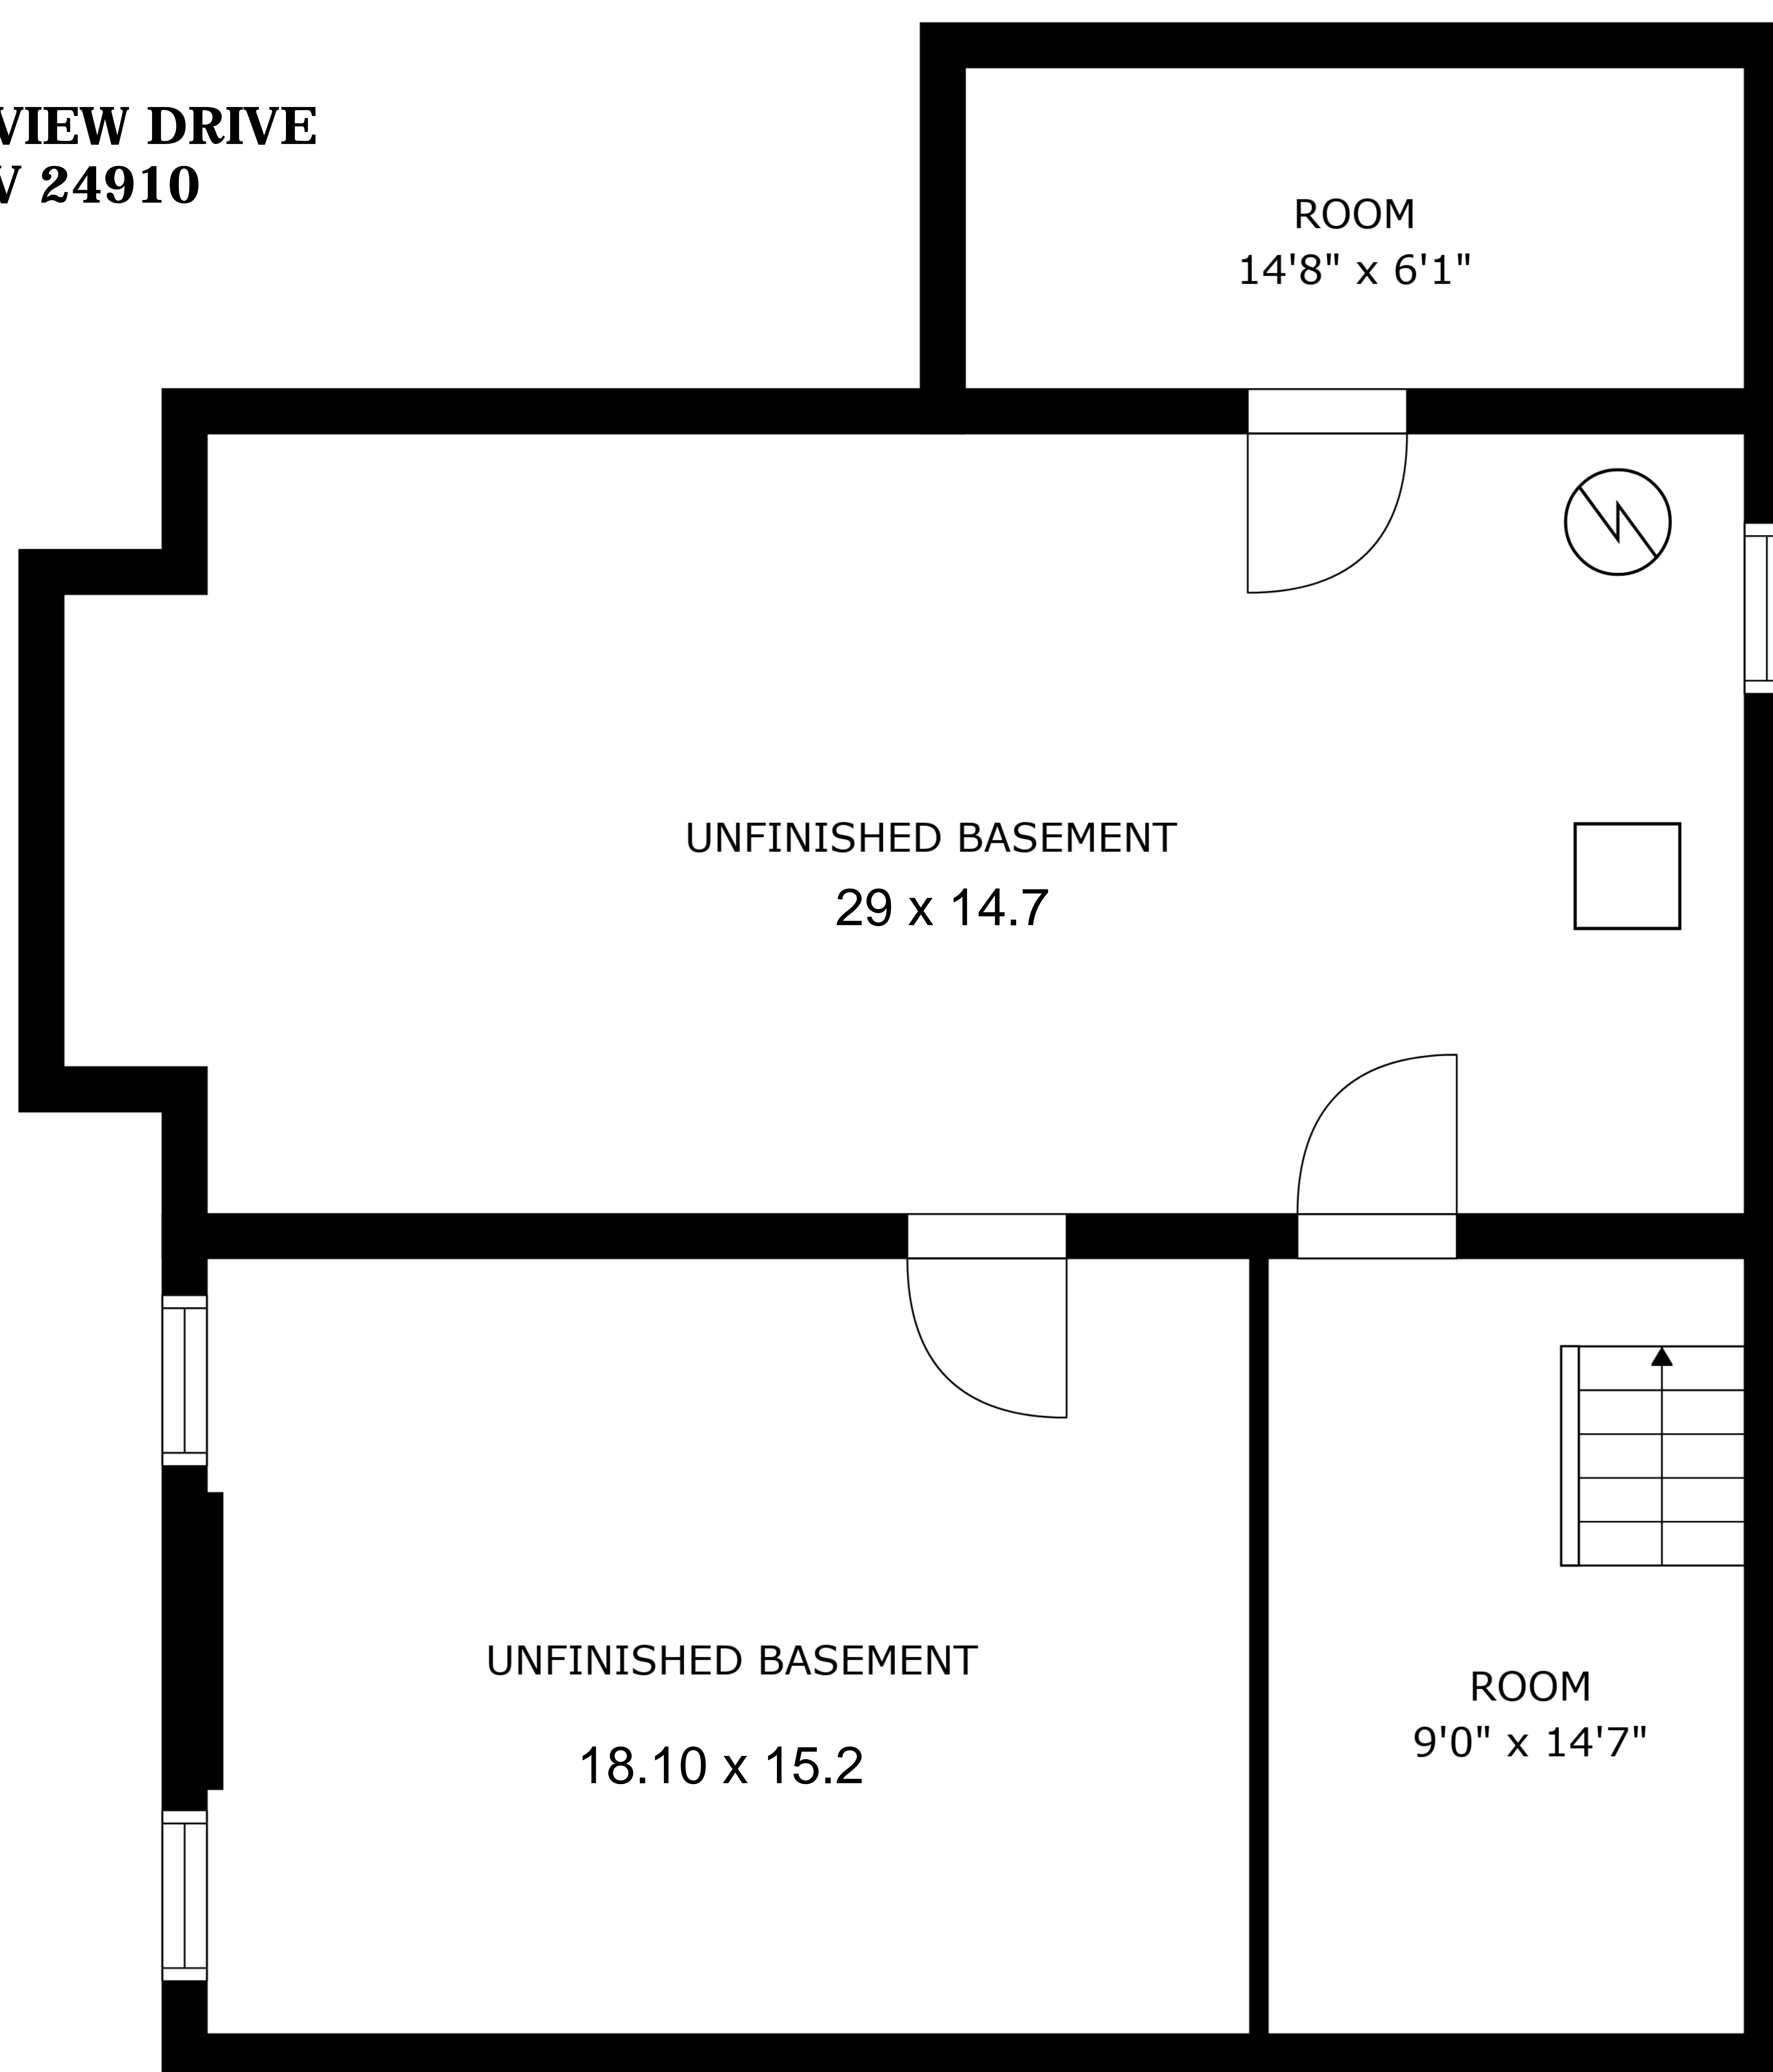 VIEW DRIVE
V 24910
ROOM
14'8" x 6'1"
UNFINISHED BASEMENT
29 x 14.7
UNFINISHED BASEMENT
18.10 x 15.2
ROOM
9'0" x 14'7"